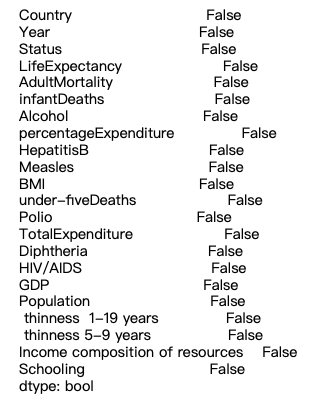 Country False
Year False
Status False
LifeExpectancy False
AdultMortality False
infantDeaths False
Alcohol False
percentageExpenditure False
HepatitisB False
Measles False
BMI False
under-fiveDeaths False
Polio False
TotalExpenditure False
Diphtheria False
HIV/AIDS False
GDP False
Population False
thinness 1-19 years False
thinness 5-9 years False
Income composition of resources False
Schooling False
dtype: bool